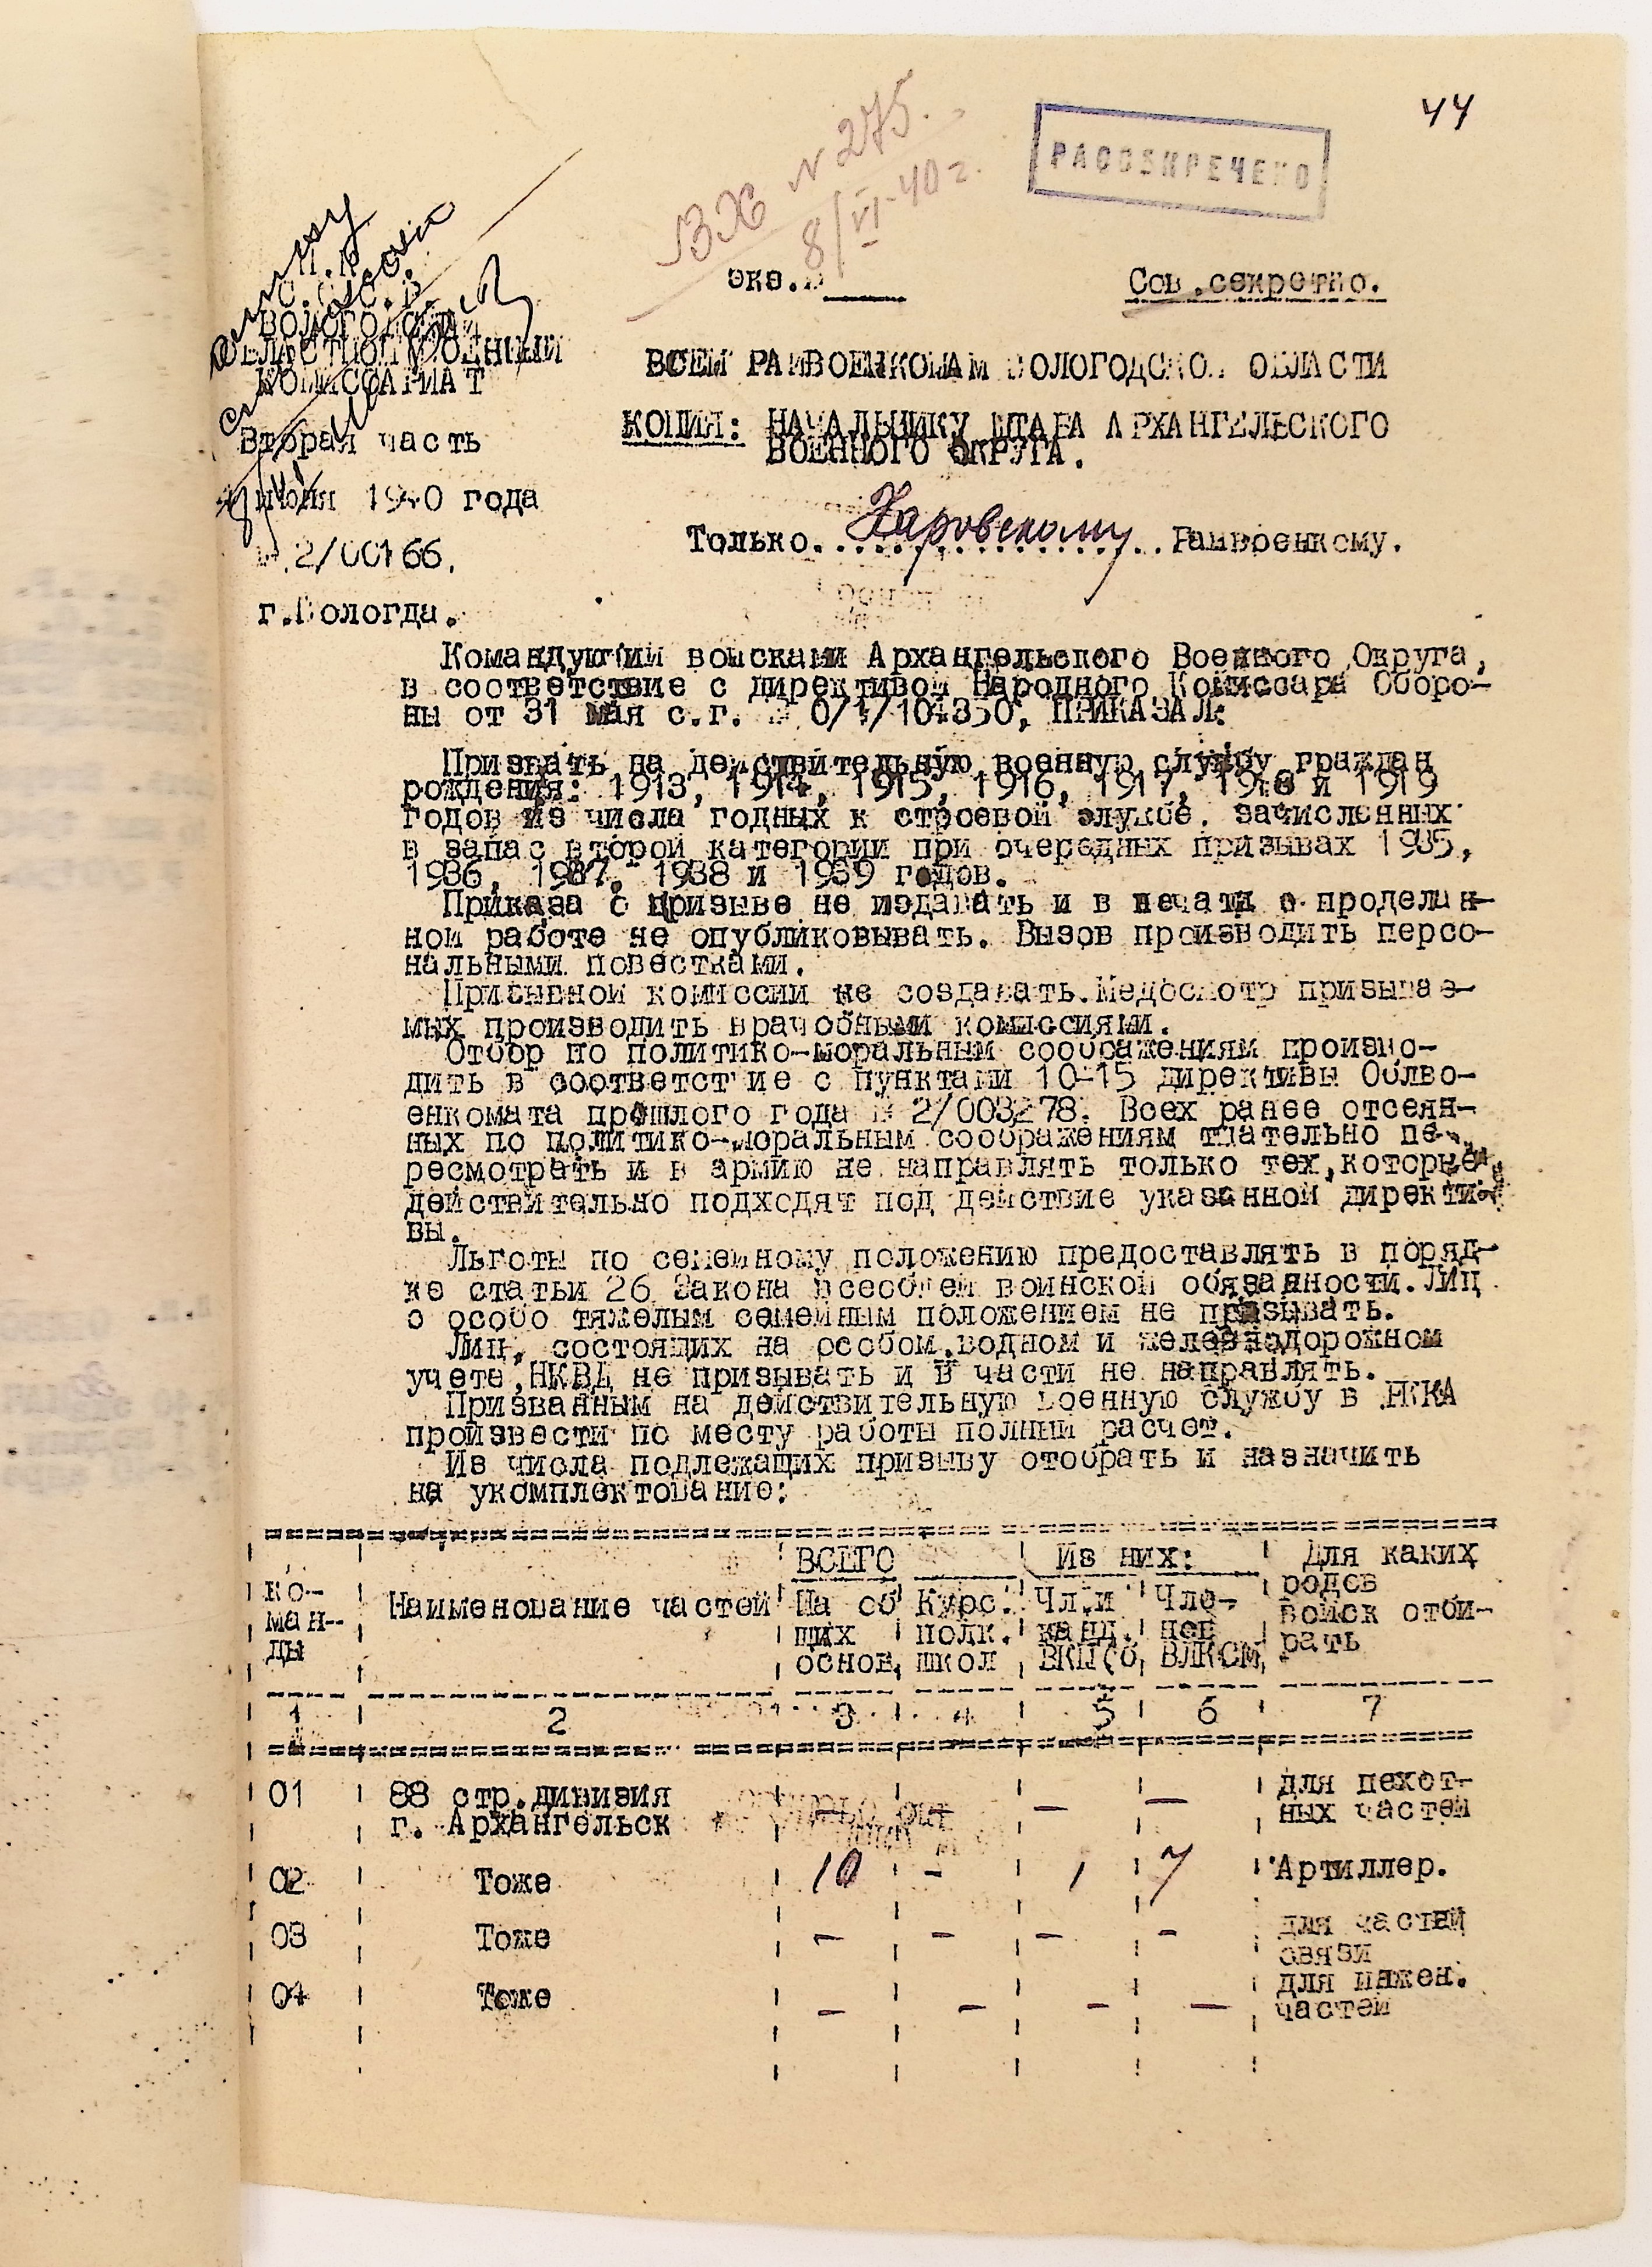 44
РАССЕКРЕЧЕНО
ВХ № 275.
8/VI-40 г.
экз.№
Сов.секретно.
Н.К.О.
С.С.С.Р.
ВОЛОГОДСКИЙ
ОБЛАСТНОЙ ВОЕННЫЙ
КОМИССАРИАТ
Вторая часть
июня 1940 года
№.2/00166.
г.Вологда.
ВСЕМ РАЙВОЕНКОМАМ ВОЛОГОДСКОЙ ОБЛАСТИ
КОПИЯ: НАЧАЛЬНИКУ ШТАБА АРХАНГЕЛЬСКОГО
ВОЕННОГО ОКРУГА.
Только. Харовскому Райвоенкому.
Командующий войсками Архангельского Военного Округа,
в соответствие с директивой Народного Комиссара Оборо-
ны от 31 мая с.г. № 0/4/104350, ПРИКАЗАЛ:
Призвать на действительную военную службу граждан
рождения: 1913, 1914, 1915, 1916, 1917, 1918 и 1919
годов из числа годных к строевой службе, зачисленных
в запас второй категории при очередных призывах 1935,
1936, 1937, 1938 и 1939 годов.
Приказа о призыве не издавать и в печати о проделан-
ной работе не опубликовывать. Вызов производить персо-
нальными повестками.
Призывной комиссии не создавать.Медосмотр призывае-
мых производить врачебными комиссиями.
Отбор по политико-моральным соображениям произво-
дить в соответствие с пунктами 10-15 директивы Облво-
енкомата прошлого года № 2/003278. Всех ранее отсеян-
ных по политико-моральным соображениям тщательно пе-
ресмотреть и в армию не направлять только тех,которые
действительно подходят под действие указанной директи-
вы.
Льготы по семейному положению предоставлять в поряд-
ке статьи 26 Закона Всеобщей воинской обязанности.Лиц
с особо тяжелым семейным положением не призывать.
Лиц, состоящих на особом,водном и железнодорожном
учете,НКВД не призывать и в части не направлять.
Призванным на действительную военную службу в РККА
произвести по месту работы полный расчет.
Из числа подлежащих призыву отобрать и назначить
на укомплектование:
ВСЕГО Из них: Для каких
ко- Наименование частей На об Курс. Чл.и Чле- родов
ман- щих полк. канд. нов войск отби-
ды основ. школ ВКП(б ВЛКСМ рать
1 2 3 4 5 6 7
01 88 стр.дивизия — — — — для пехот-
г. Архангельск ных частей
02 Тоже 10 - 1 7 Артиллер.
03 Тоже — — — — для частей
связи
04 Тоже — — — — для инжен.
частей